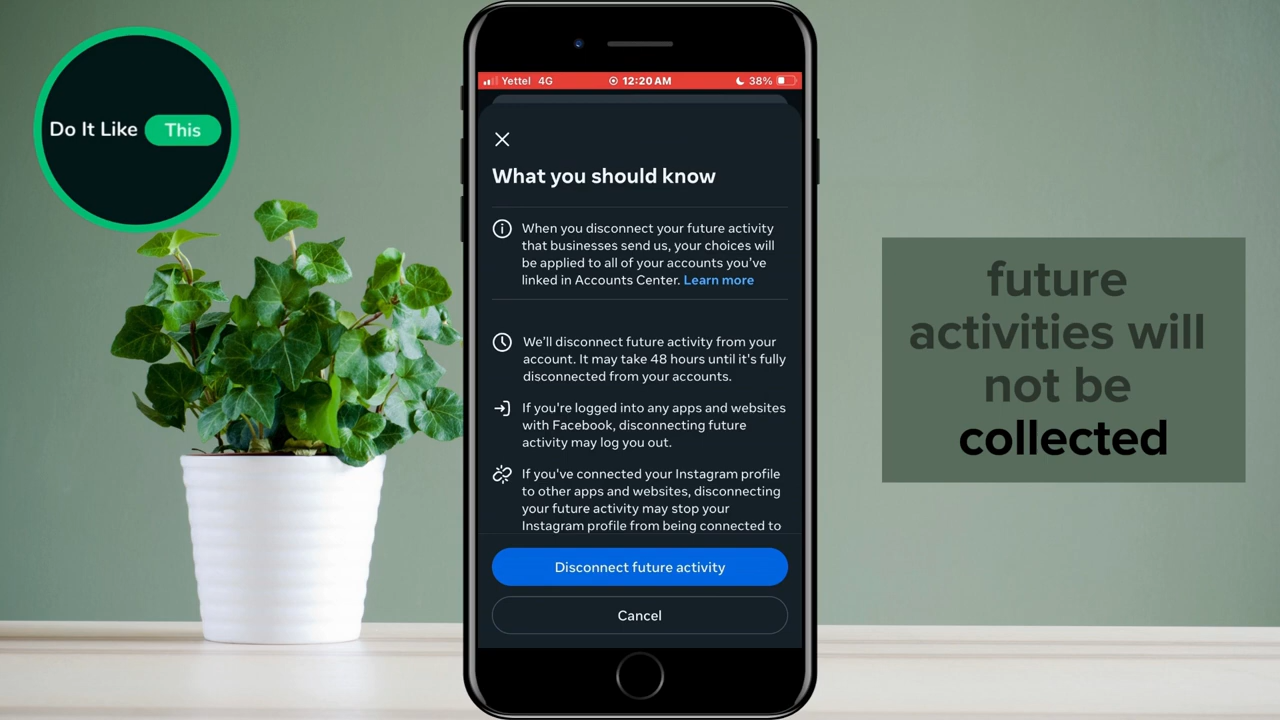 Do It Like This
Yettel 4G 12:20 AM 38%
What you should know
When you disconnect your future activity
that businesses send us, your choices will
be applied to all of your accounts you've
linked in Accounts Center. Learn more
We'll disconnect future activity from your
account. It may take 48 hours until it's fully
disconnected from your accounts.
If you're logged into any apps and websites
with Facebook, disconnecting future
activity may log you out.
If you've connected your Instagram profile
to other apps and websites, disconnecting
your future activity may stop your
Instagram profile from being connected to
Disconnect future activity
Cancel
future
activities will
not be
collected